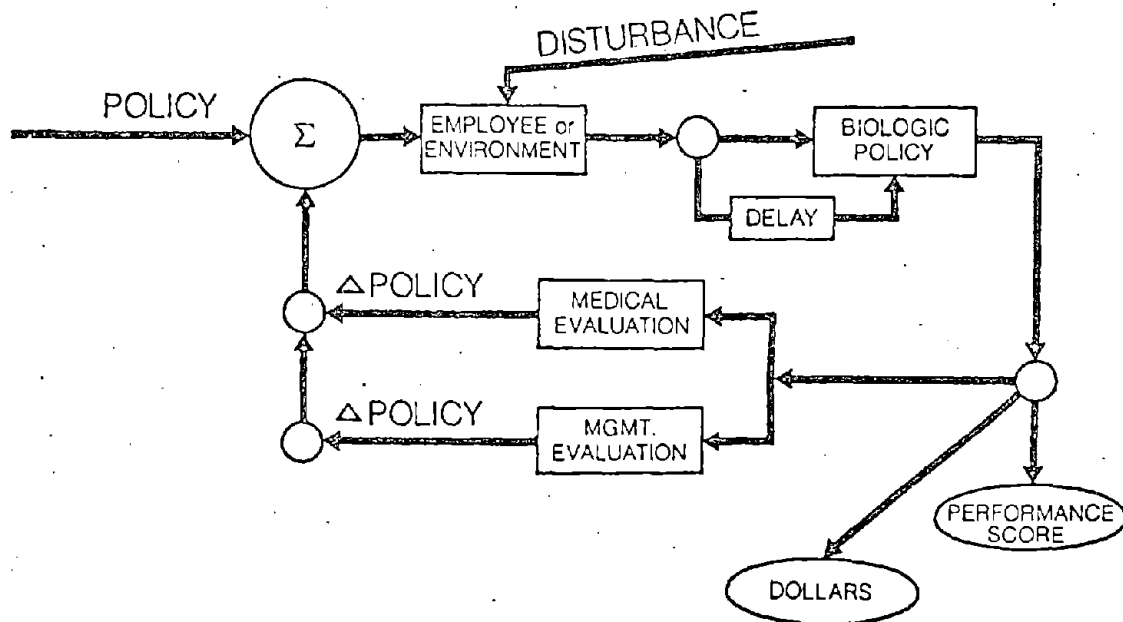 DISTURBANCE
POLICY
Σ
EMPLOYEE or
ENVIRONMENT
BIOLOGIC
POLICY
DELAY
Δ POLICY
MEDICAL
EVALUATION
Δ POLICY
MGMT.
EVALUATION
PERFORMANCE
SCORE
DOLLARS